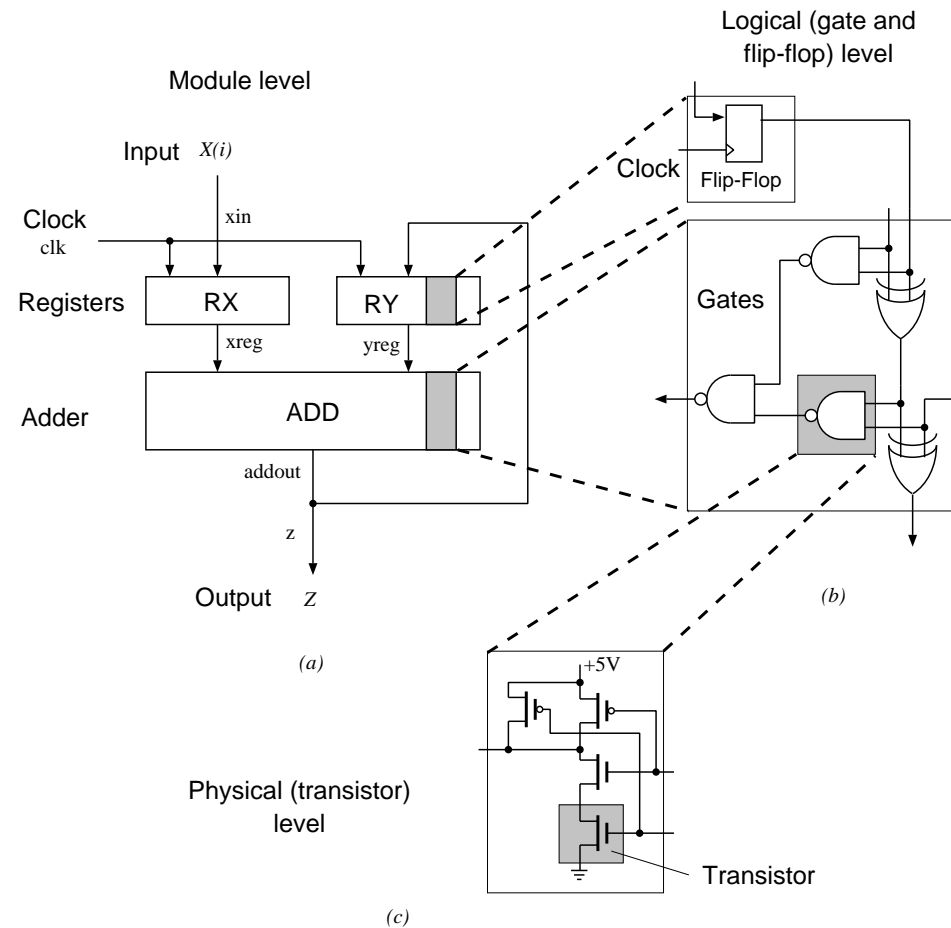 Logical (gate and
flip-flop) level
Module level
Input X(i)
Clock
Flip-Flop
xin
Clock
clk
Registers
RX
RY
Gates
xreg
yreg
Adder
ADD
addout
z
Output Z
(b)
(a)
+5V
Physical (transistor)
level
Transistor
(c)